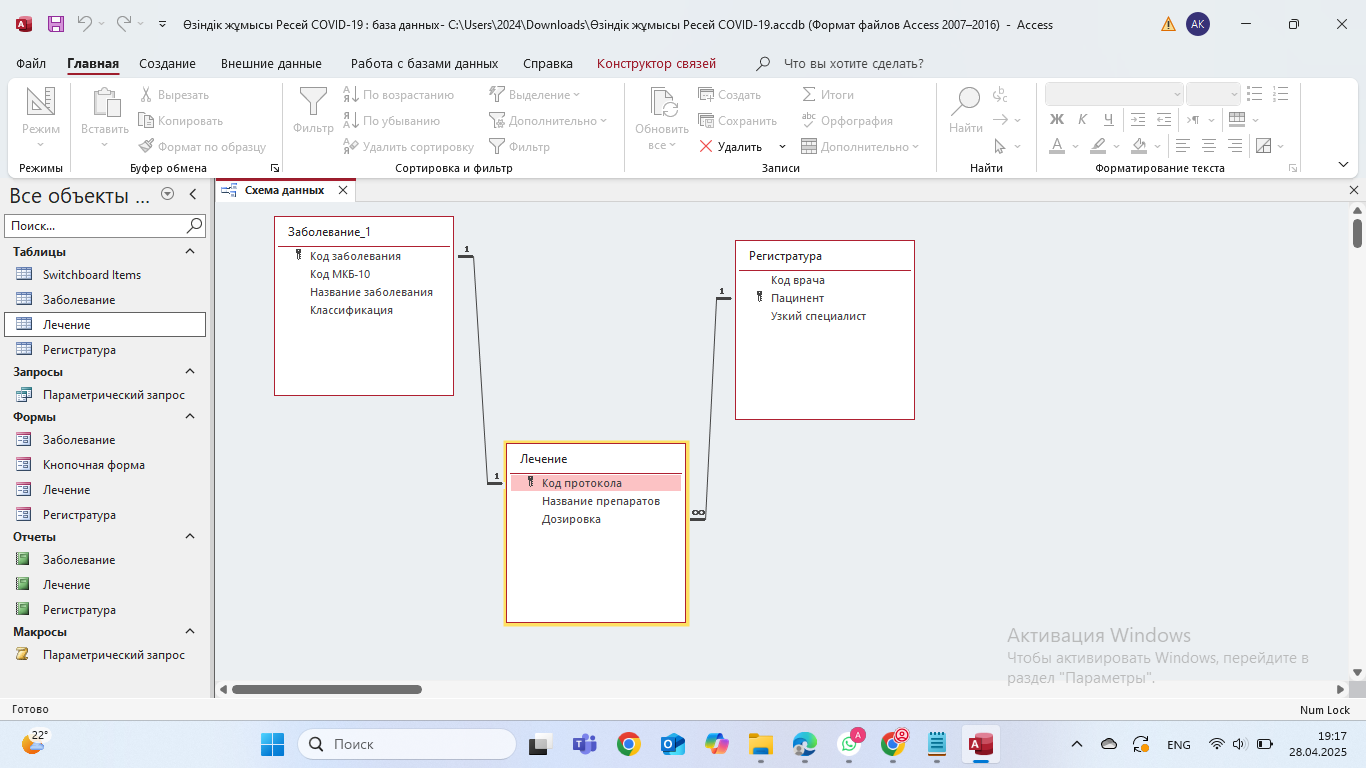 Өзіндік жұмысы Ресей COVID-19 : база данных- C:\Users\2024\Downloads\Өзіндік жұмысы Ресей COVID-19.accdb (Формат файлов Access 2007–2016) - Access
АК
Файл Главная Создание Внешние данные Работа с базами данных Справка Конструктор связей Что вы хотите сделать?
Режим
Режимы
Вставить
Вырезать
Копировать
Формат по образцу
Буфер обмена
Фильтр
По возрастанию
По убыванию
Удалить сортировку
Выделение
Дополнительно
Фильтр
Сортировка и фильтр
Обновить
все
Создать
Сохранить
Удалить
Итоги
Орфография
Дополнительно
Записи
Найти
Найти
Ж К Ч
Форматирование текста
Все объекты ...
Поиск...
Таблицы
Switchboard Items
Заболевание
Лечение
Регистратура
Запросы
Параметрический запрос
Формы
Заболевание
Кнопочная форма
Лечение
Регистратура
Отчеты
Заболевание
Лечение
Регистратура
Макросы
Параметрический запрос
Схема данных
Заболевание_1
Код заболевания
Код МКБ-10
Название заболевания
Классификация
1
1
Лечение
Код протокола
Название препаратов
Дозировка
∞
1
Регистратура
Код врача
Пацинент
Узкий специалист
Активация Windows
Чтобы активировать Windows, перейдите в
раздел "Параметры".
Готово
Num Lock
22°
Поиск
A
ENG
19:17
28.04.2025